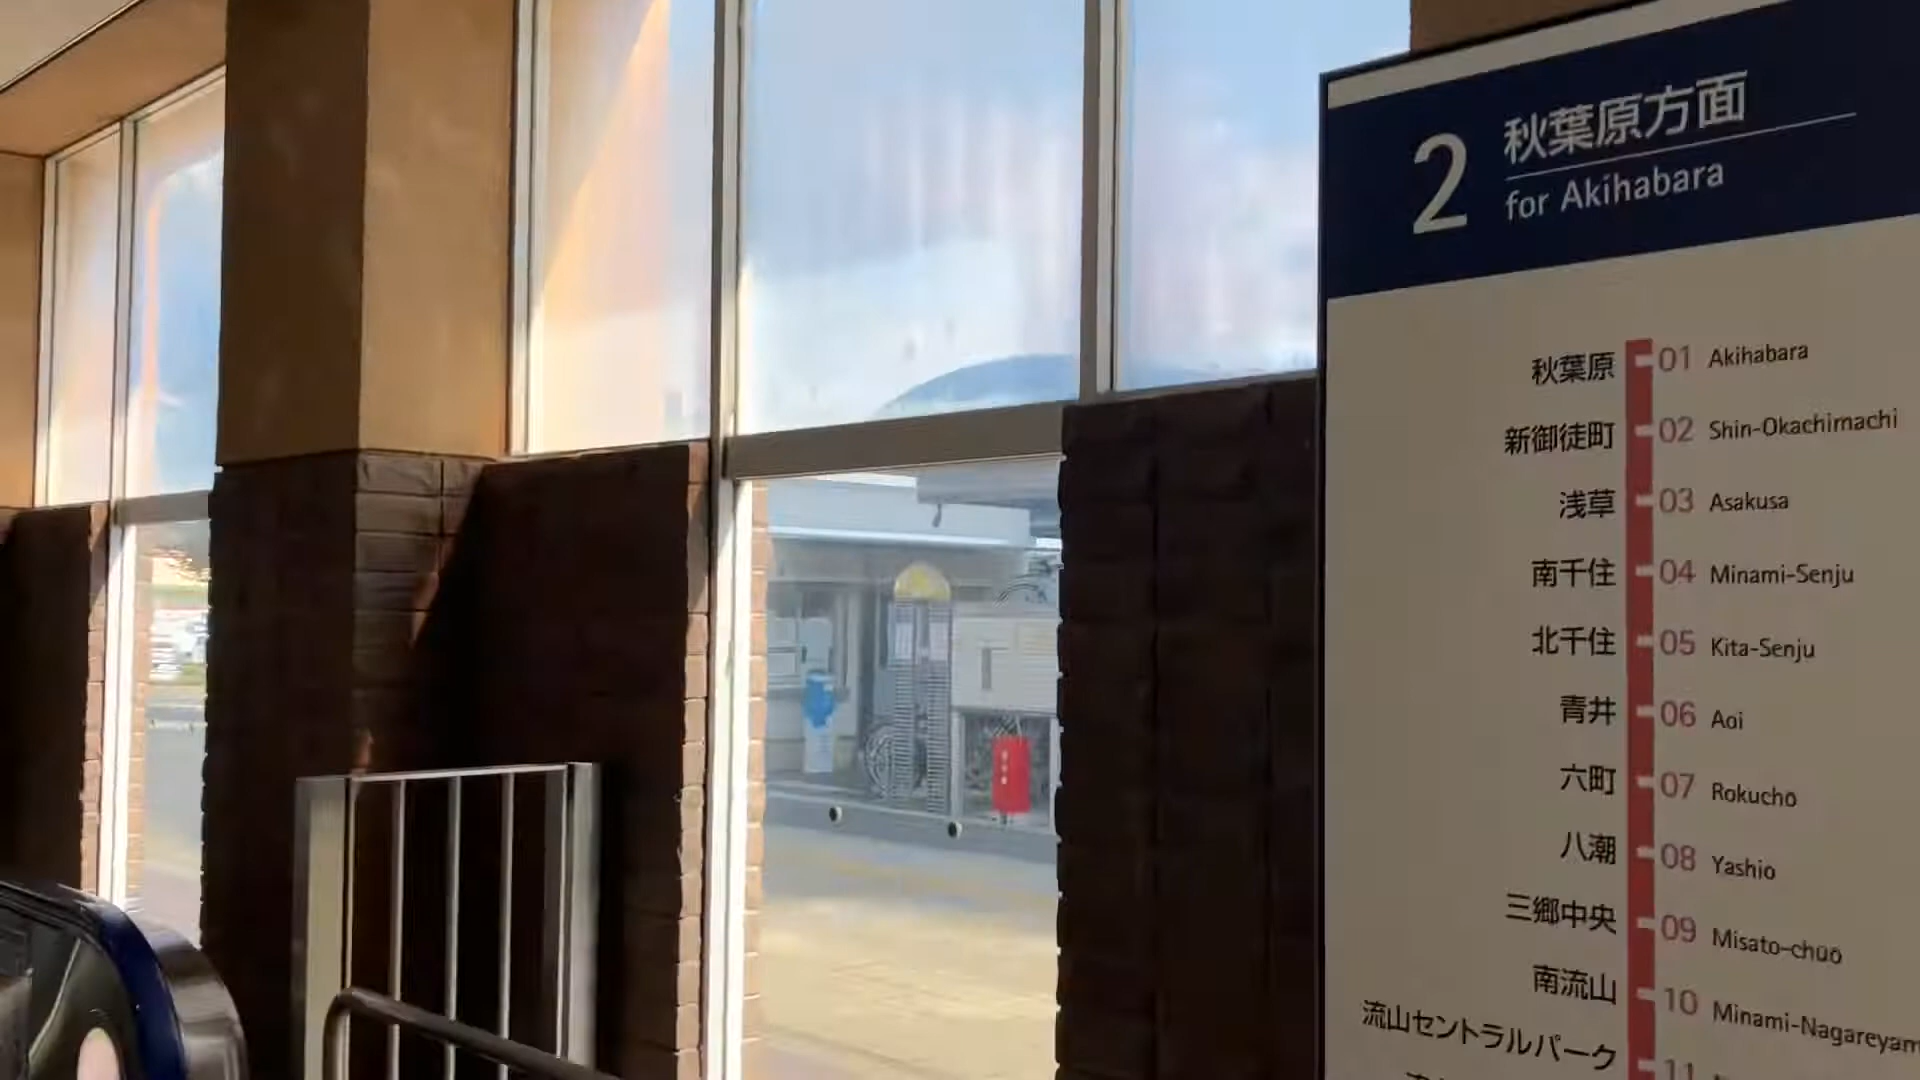 2 秋葉原方面
for Akihabara
秋葉原 01 Akihabara
新御徒町 02 Shin-Okachimachi
浅草 03 Asakusa
南千住 04 Minami-Senju
北千住 05 Kita-Senju
青井 06 Aoi
六町 07 Rokuchō
八潮 08 Yashio
三郷中央 09 Misato-chūō
南流山 10 Minami-Nagareyam
流山セントラルパーク 11